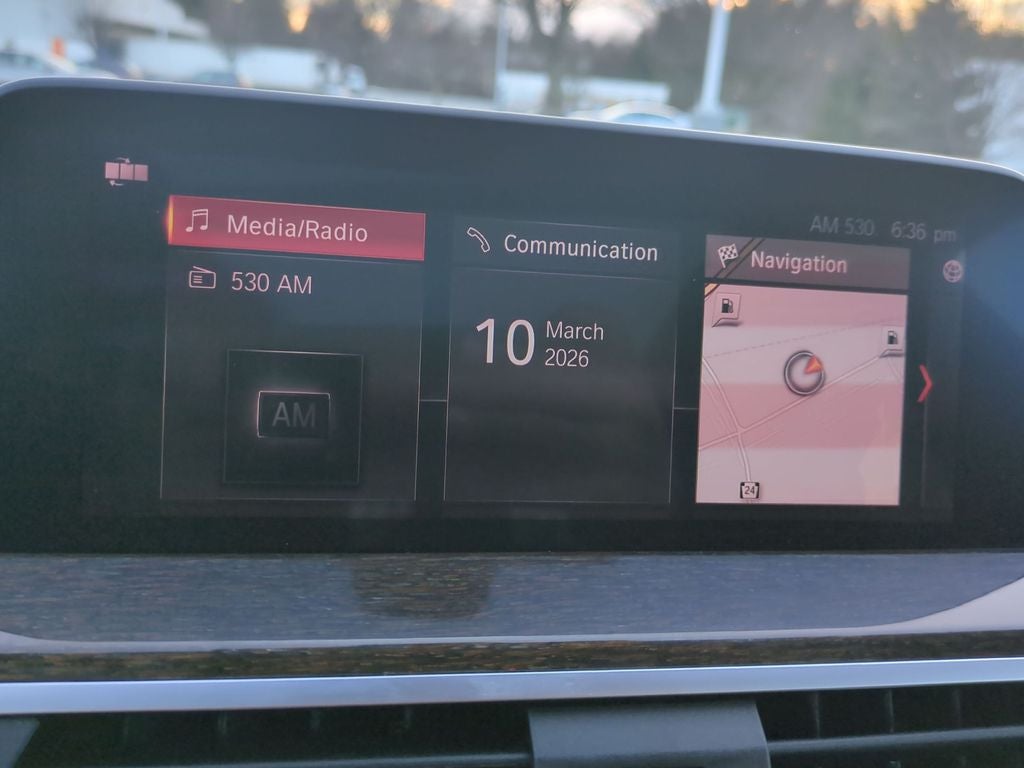 AM 530 6:36 pm
Media/Radio
530 AM
AM
Communication
10
March
2026
Navigation
24